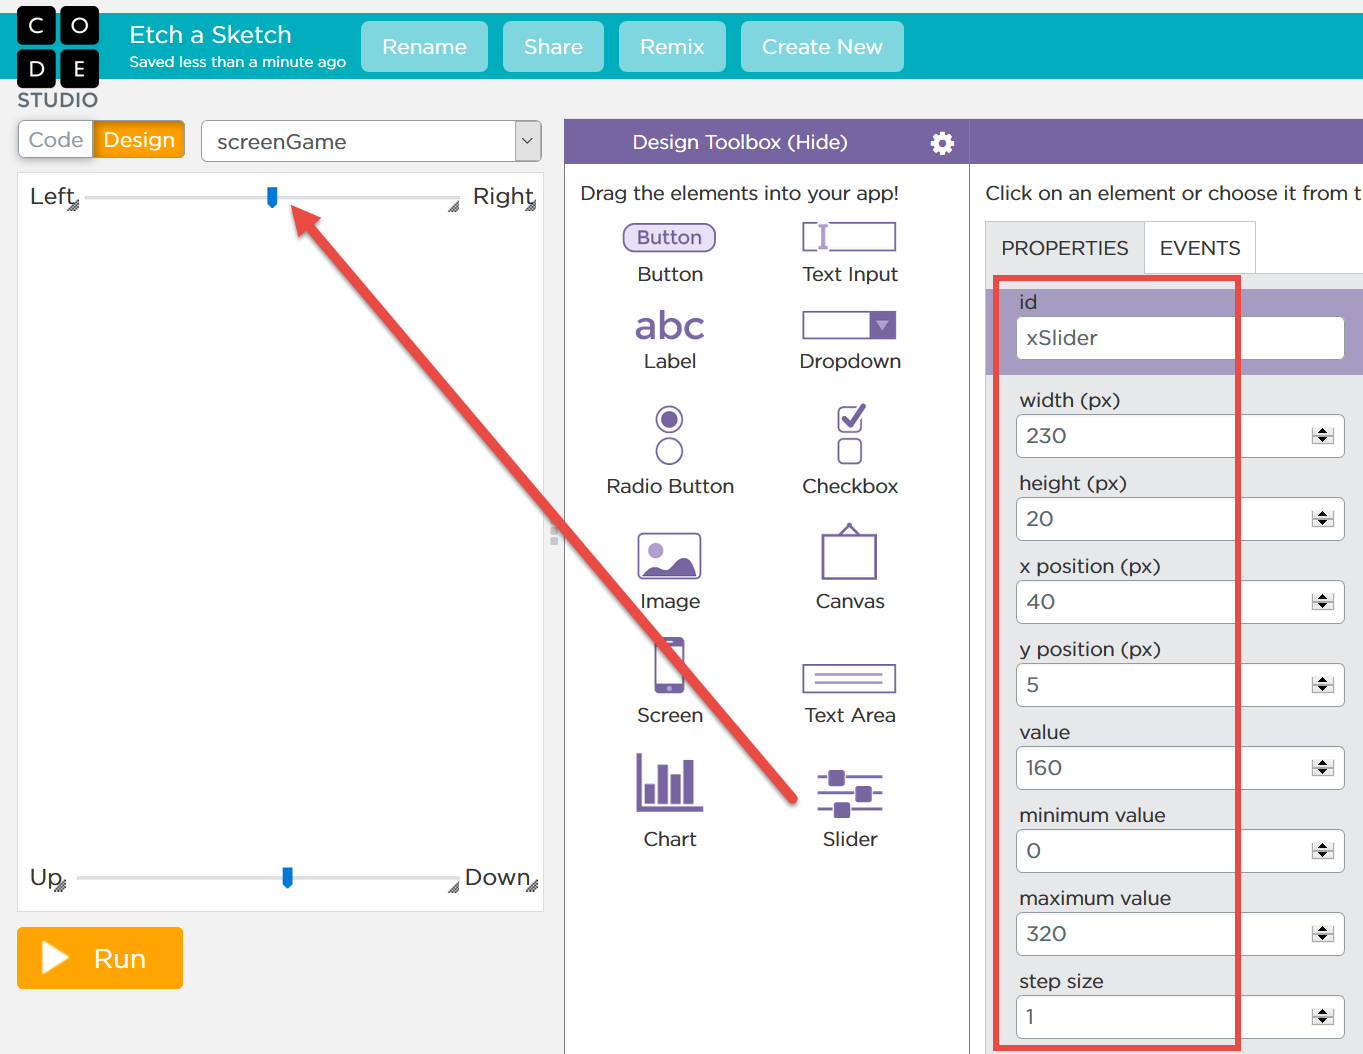 CO
DE
STUDIO
Etch a Sketch
Saved less than a minute ago
Rename
Share
Remix
Create New
Code
Design
screenGame
Left
Right
Up
Down
Run
Design Toolbox (Hide)
Drag the elements into your app!
Button
Button
Text Input
abc
Label
Dropdown
Radio Button
Checkbox
Image
Canvas
Screen
Text Area
Chart
Slider
Click on an element or choose it from t
PROPERTIES
EVENTS
id
xSlider
width (px)
230
height (px)
20
x position (px)
40
y position (px)
5
value
160
minimum value
0
maximum value
320
step size
1